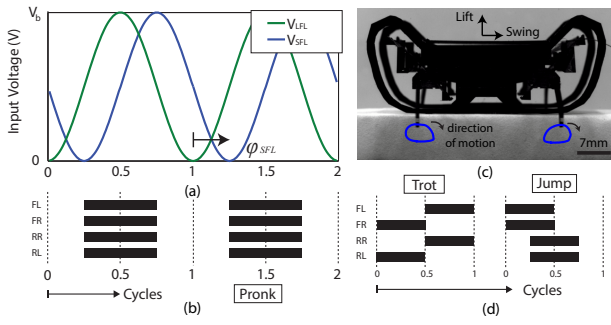 V_b
Input Voltage (V)
V_LFL
V_SFL
φ_SFL
0
0
0.5
1
1.5
2
(a)
FL
FR
RR
RL
0
0.5
1
1.5
2
Cycles
Pronk
(b)
Lift
Swing
direction
of motion
7mm
(c)
Trot
Jump
FL
FR
RR
RL
0
0.5
1
0
0.5
1
Cycles
(d)